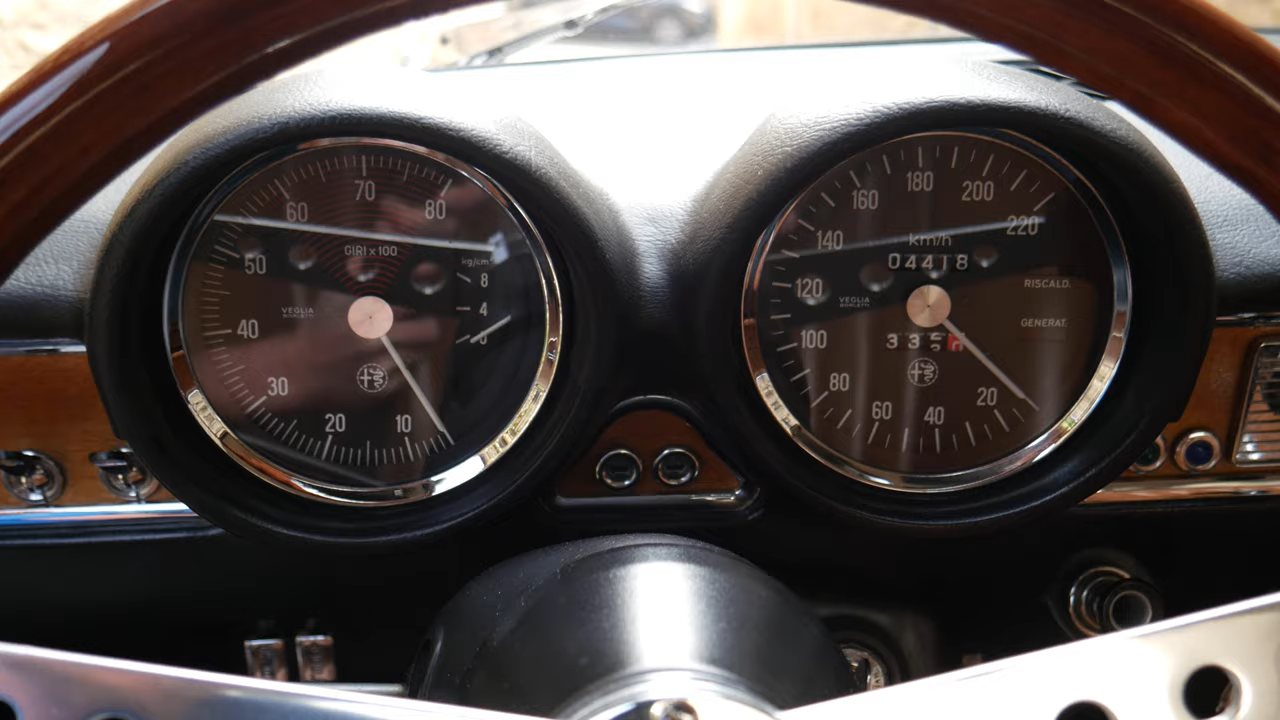 70
60
80
GIRI x 100
50
kg/cm²
8
4
VEGLIA
BORLETTI
40
0
30
20
10
180
160
200
220
140
km/h
04418
120
VEGLIA
BORLETTI
RISCALD.
GENERAT.
100
335
80
20
60
40